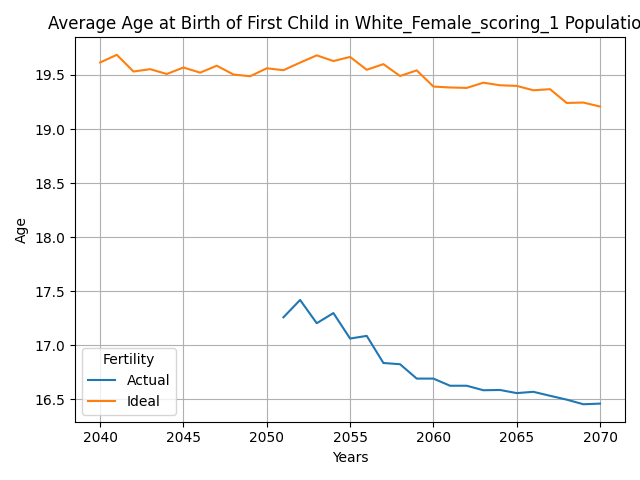 Average Age at Birth of First Child in White_Female_scoring_1 Populatio
19.5
19.0
18.5
18.0
17.5
17.0
16.5
Age
Fertility
Actual
Ideal
2040 2045 2050 2055 2060 2065 2070
Years